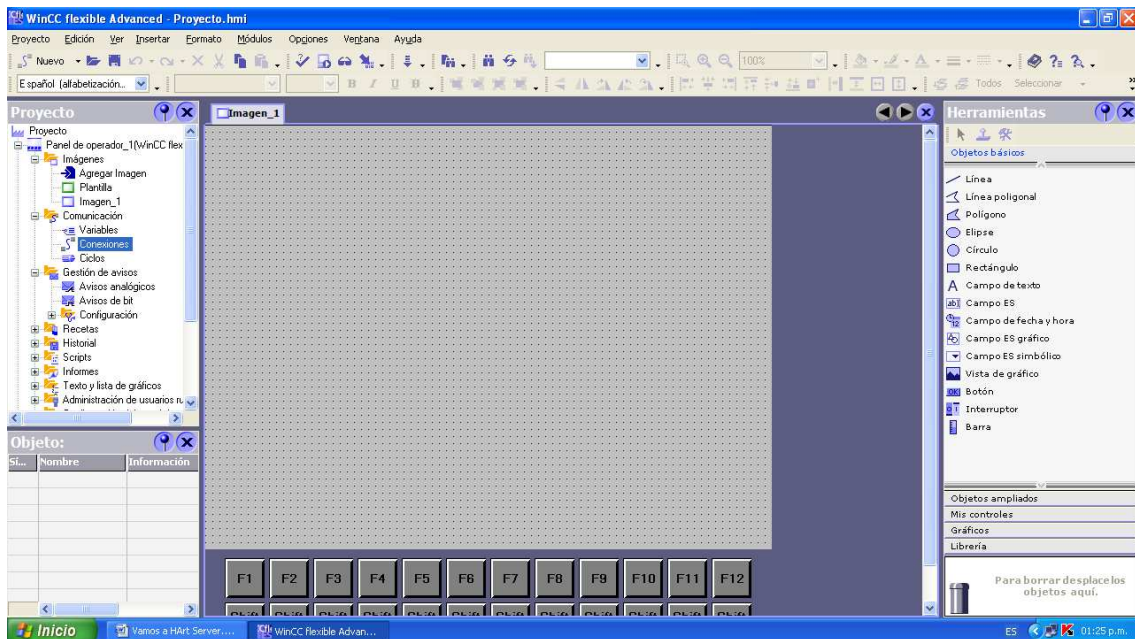 WinCC flexible Advanced - Proyecto.hmi
Proyecto Edición Ver Insertar Formato Módulos Opciones Ventana Ayuda
Nuevo 100%
Español (alfabetización... B I U Todos Seleccionar
Proyecto
Proyecto
Panel de operador_1(WinCC flex
Imágenes
Agregar Imagen
Plantilla
Imagen_1
Comunicación
Variables
Conexiones
Ciclos
Gestión de avisos
Avisos analógicos
Avisos de bit
Configuración
Recetas
Historial
Scripts
Informes
Texto y lista de gráficos
Administración de usuarios ru
Objeto:
Sí... Nombre Información
Imagen_1
F1 F2 F3 F4 F5 F6 F7 F8 F9 F10 F11 F12
Herramientas
Objetos básicos
Línea
Línea poligonal
Polígono
Elipse
Círculo
Rectángulo
A Campo de texto
Campo ES
Campo de fecha y hora
Campo ES gráfico
Campo ES simbólico
Vista de gráfico
OK Botón
Interruptor
Barra
Objetos ampliados
Mis controles
Gráficos
Librería
Para borrar desplace los
objetos aquí.
Inicio Vamos a HArt Server.... WinCC flexible Advan... ES 01:25 p.m.